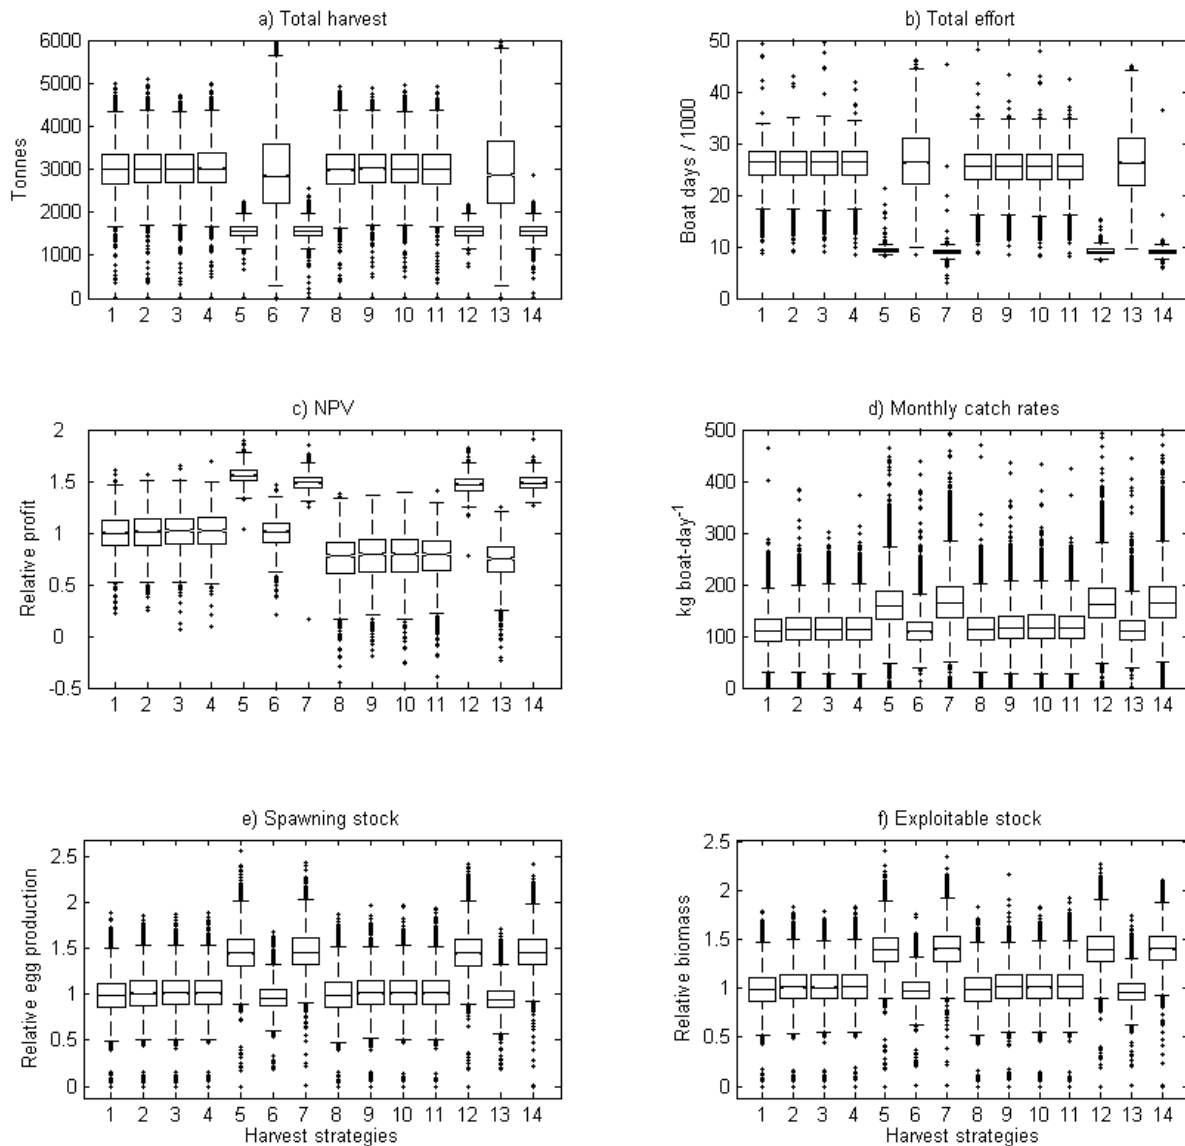 a) Total harvest
6000
5000
4000
3000
2000
1000
0
Tonnes
1 2 3 4 5 6 7 8 9 10 11 12 13 14
b) Total effort
50
40
30
20
10
0
Boat days / 1000
1 2 3 4 5 6 7 8 9 10 11 12 13 14
c) NPV
2
1.5
1
0.5
0
-0.5
Relative profit
1 2 3 4 5 6 7 8 9 10 11 12 13 14
d) Monthly catch rates
500
400
300
200
100
0
kg boat-day⁻¹
1 2 3 4 5 6 7 8 9 10 11 12 13 14
e) Spawning stock
2.5
2
1.5
1
0.5
0
Relative egg production
1 2 3 4 5 6 7 8 9 10 11 12 13 14
Harvest strategies
f) Exploitable stock
2.5
2
1.5
1
0.5
0
Relative biomass
1 2 3 4 5 6 7 8 9 10 11 12 13 14
Harvest strategies